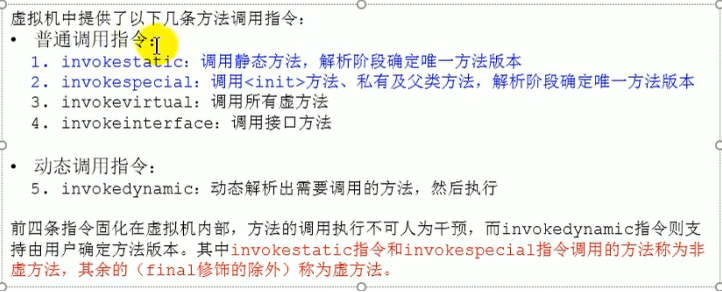 虚拟机中提供了以下几条方法调用指令：
• 普通调用指令：
1. invokestatic：调用静态方法，解析阶段确定唯一方法版本
2. invokespecial：调用<init>方法、私有及父类方法，解析阶段确定唯一方法版本
3. invokevirtual：调用所有虚方法
4. invokeinterface：调用接口方法
• 动态调用指令：
5. invokedynamic：动态解析出需要调用的方法，然后执行
前四条指令固化在虚拟机内部，方法的调用执行不可人为干预，而invokedynamic指令则支
持由用户确定方法版本。其中invokestatic指令和invokespecial指令调用的方法称为非
虚方法，其余的（final修饰的除外）称为虚方法。